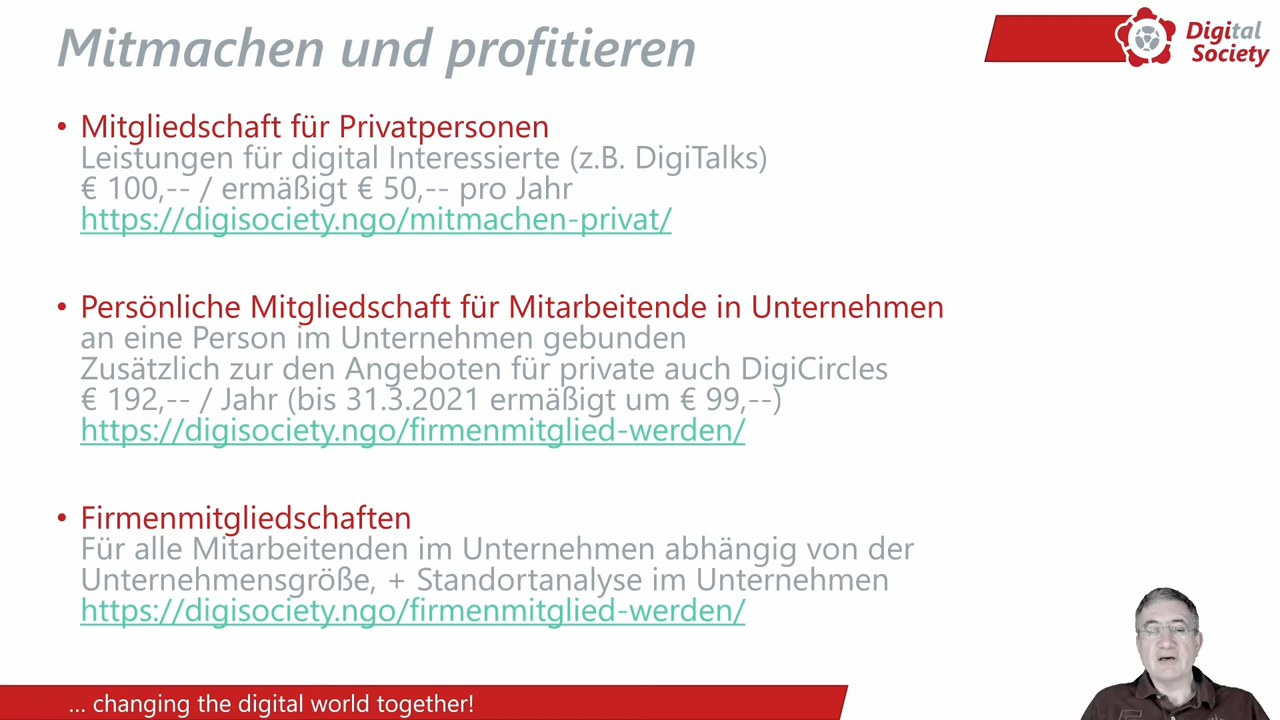 Mitmachen und profitieren
Digital
Society
• Mitgliedschaft für Privatpersonen
Leistungen für digital Interessierte (z.B. DigiTalks)
€ 100,-- / ermäßigt € 50,-- pro Jahr
https://digisociety.ngo/mitmachen-privat/
• Persönliche Mitgliedschaft für Mitarbeitende in Unternehmen
an eine Person im Unternehmen gebunden
Zusätzlich zur den Angeboten für private auch DigiCircles
€ 192,-- / Jahr (bis 31.3.2021 ermäßigt um € 99,--)
https://digisociety.ngo/firmenmitglied-werden/
• Firmenmitgliedschaften
Für alle Mitarbeitenden im Unternehmen abhängig von der
Unternehmensgröße, + Standortanalyse im Unternehmen
https://digisociety.ngo/firmenmitglied-werden/
... changing the digital world together!